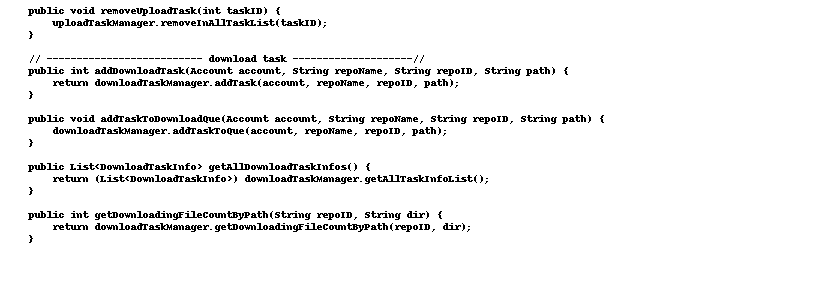 public void removeUploadTask(int taskID) {
uploadTaskManager.removeInAllTaskList(taskID);
}
// -------------------------- download task --------------------//
public int addDownloadTask(Account account, String repoName, String repoID, String path) {
return downloadTaskManager.addTask(account, repoName, repoID, path);
}
public void addTaskToDownloadQue(Account account, String repoName, String repoID, String path) {
downloadTaskManager.addTaskToQue(account, repoName, repoID, path);
}
public List<DownloadTaskInfo> getAllDownloadTaskInfos() {
return (List<DownloadTaskInfo>) downloadTaskManager.getAllTaskInfoList();
}
public int getDownloadingFileCountByPath(String repoID, String dir) {
return downloadTaskManager.getDownloadingFileCountByPath(repoID, dir);
}